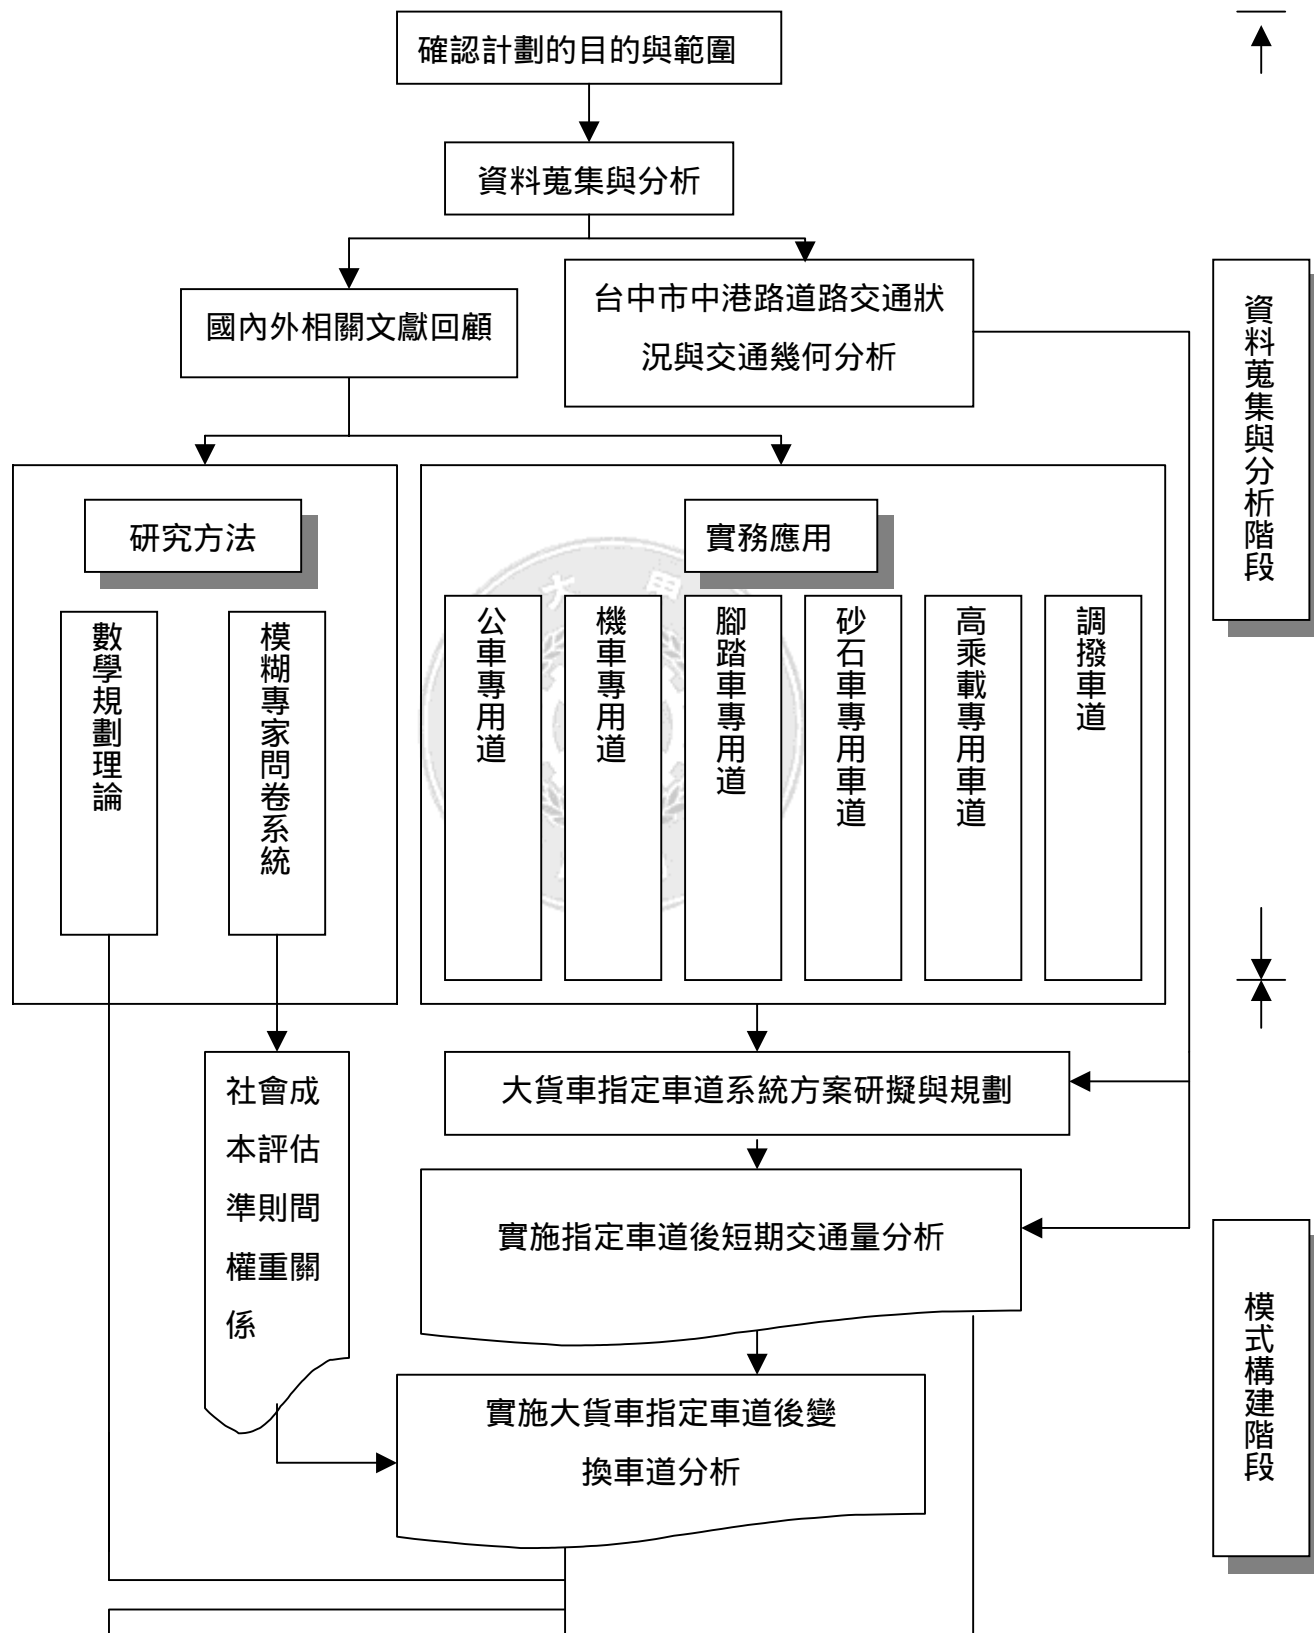 確認計劃的目的與範圍
資料蒐集與分析
國內外相關文獻回顧
台中市中港路道路交通狀
況與交通幾何分析
資料蒐集與分析階段
研究方法
數學規劃理論
模糊專家問卷系統
實務應用
公車專用道
機車專用道
腳踏車專用道
砂石車專用車道
高乘載專用車道
調撥車道
社會成
本評估
準則間
權重關
係
大貨車指定車道系統方案研擬與規劃
實施指定車道後短期交通量分析
實施大貨車指定車道後變
換車道分析
模式構建階段